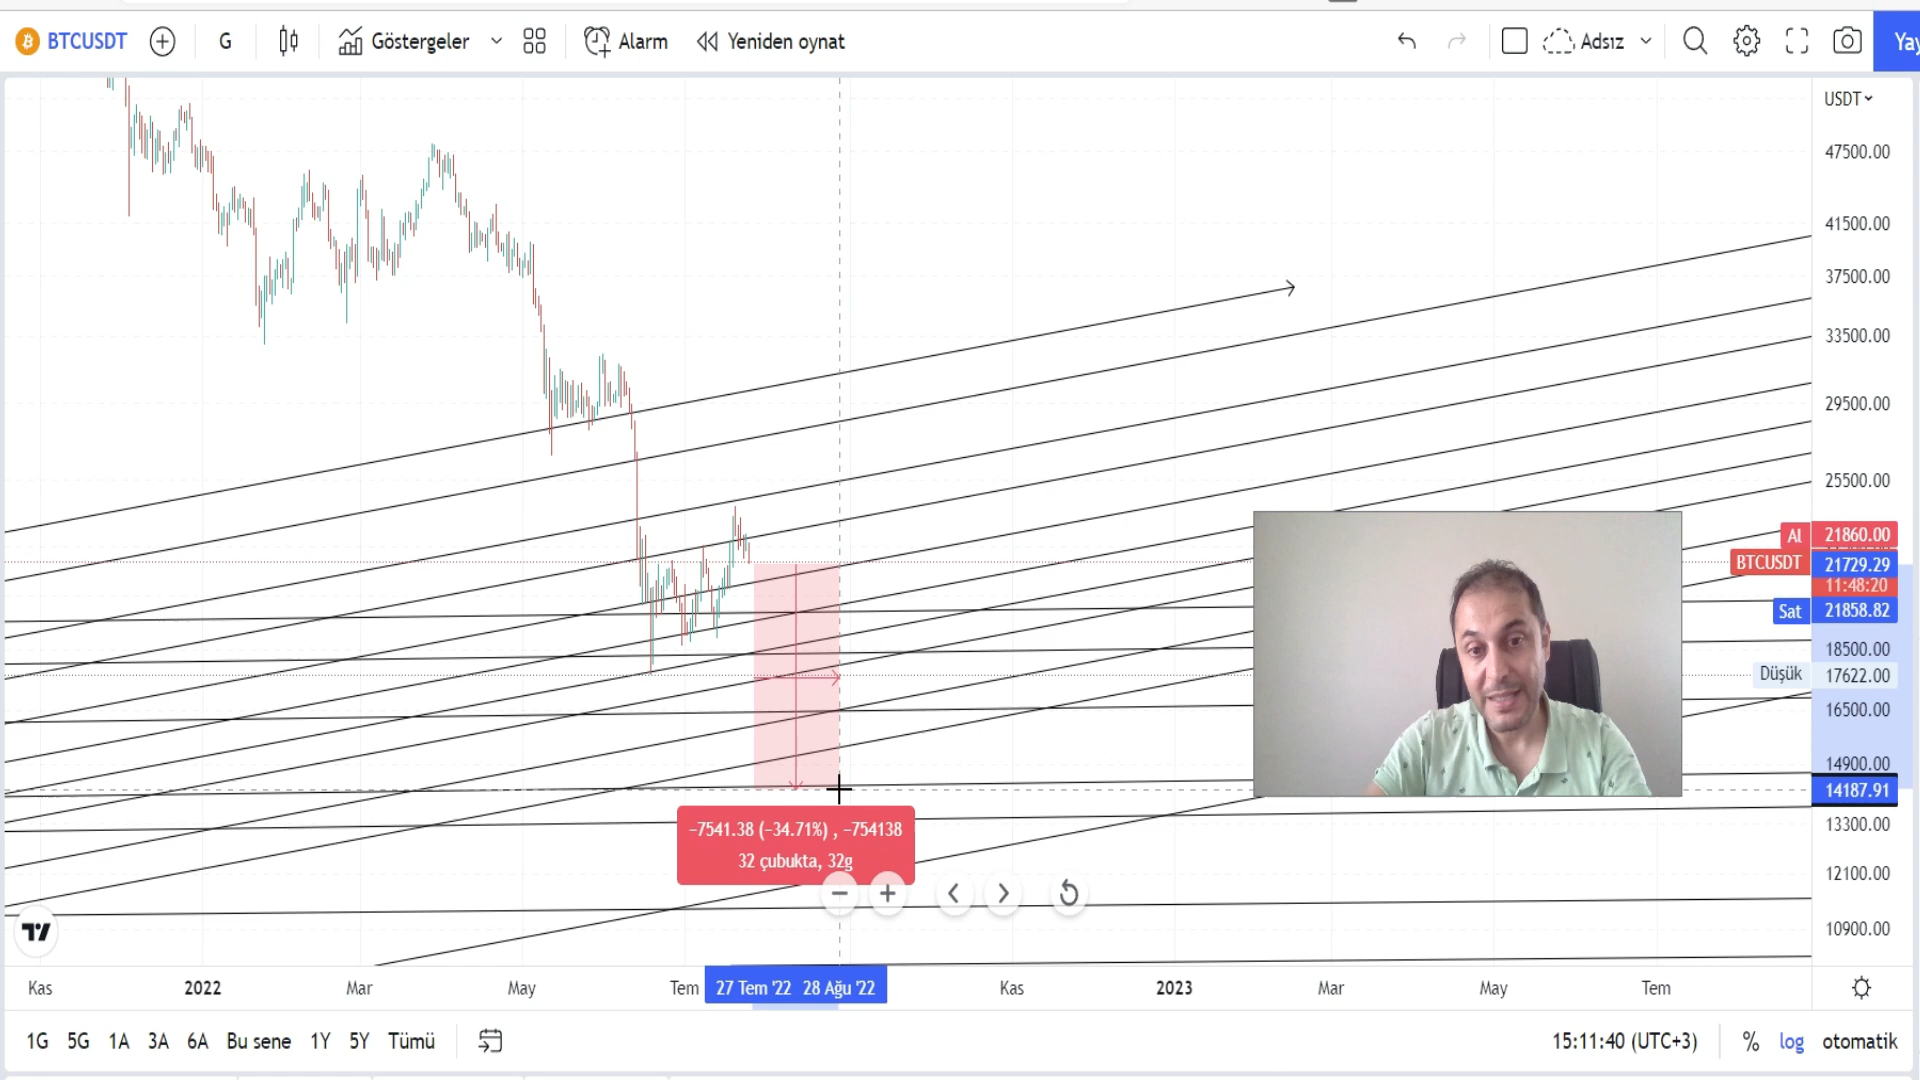 BTCUSDT
G
Göstergeler
Alarm
Yeniden oynat
Adsız
USDT
47500.00
41500.00
37500.00
33500.00
29500.00
25500.00
Al 21860.00
BTCUSDT 21729.29
11:48:20
Sat 21858.82
18500.00
Düşük 17622.00
16500.00
14900.00
14187.91
13300.00
12100.00
10900.00
−7541.38 (−34.71%) , −754138
32 çubukta, 32g
Kas 2022 Mar May Tem 27 Tem '22 28 Ağu '22 Kas 2023 Mar May Tem
1G 5G 1A 3A 6A Bu sene 1Y 5Y Tümü
15:11:40 (UTC+3) % log otomatik